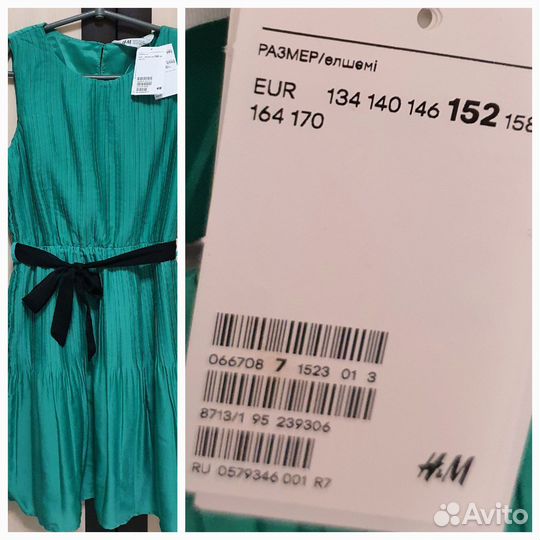 H&M
РАЗМЕР/өлшемі
EUR 134 140 146 152 158
164 170
066708 7 1523 01 3
8713/1 95 239306
RU 0579346 001 R7
H&M
Avito